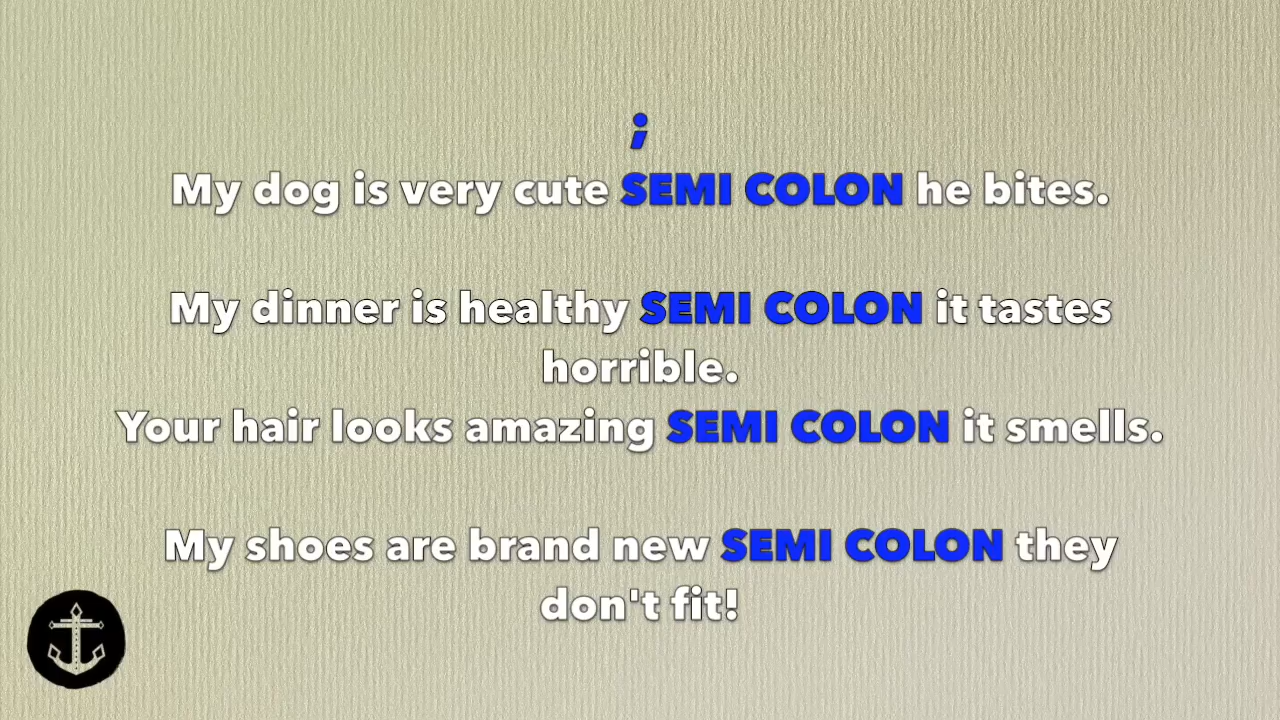 ;
My dog is very cute SEMI COLON he bites.
My dinner is healthy SEMI COLON it tastes
horrible.
Your hair looks amazing SEMI COLON it smells.
My shoes are brand new SEMI COLON they
don't fit!